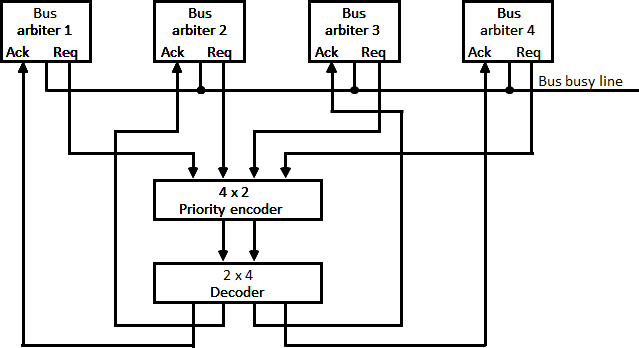 Bus
arbiter 1
Ack Req
Bus
arbiter 2
Ack Req
Bus
arbiter 3
Ack Req
Bus
arbiter 4
Ack Req
Bus busy line
4 x 2
Priority encoder
2 x 4
Decoder